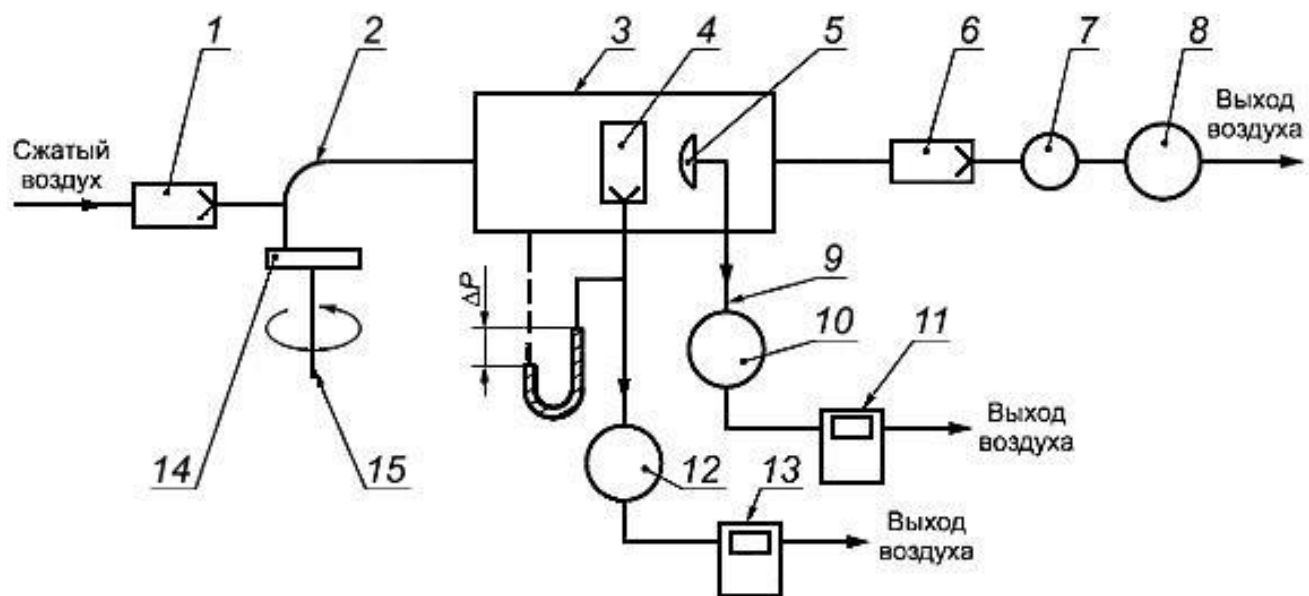 1
2
3
4
5
6
7
8
Сжатый
воздух
Выход
воздуха
ΔP
9
10
11
Выход
воздуха
14
15
12
13
Выход
воздуха